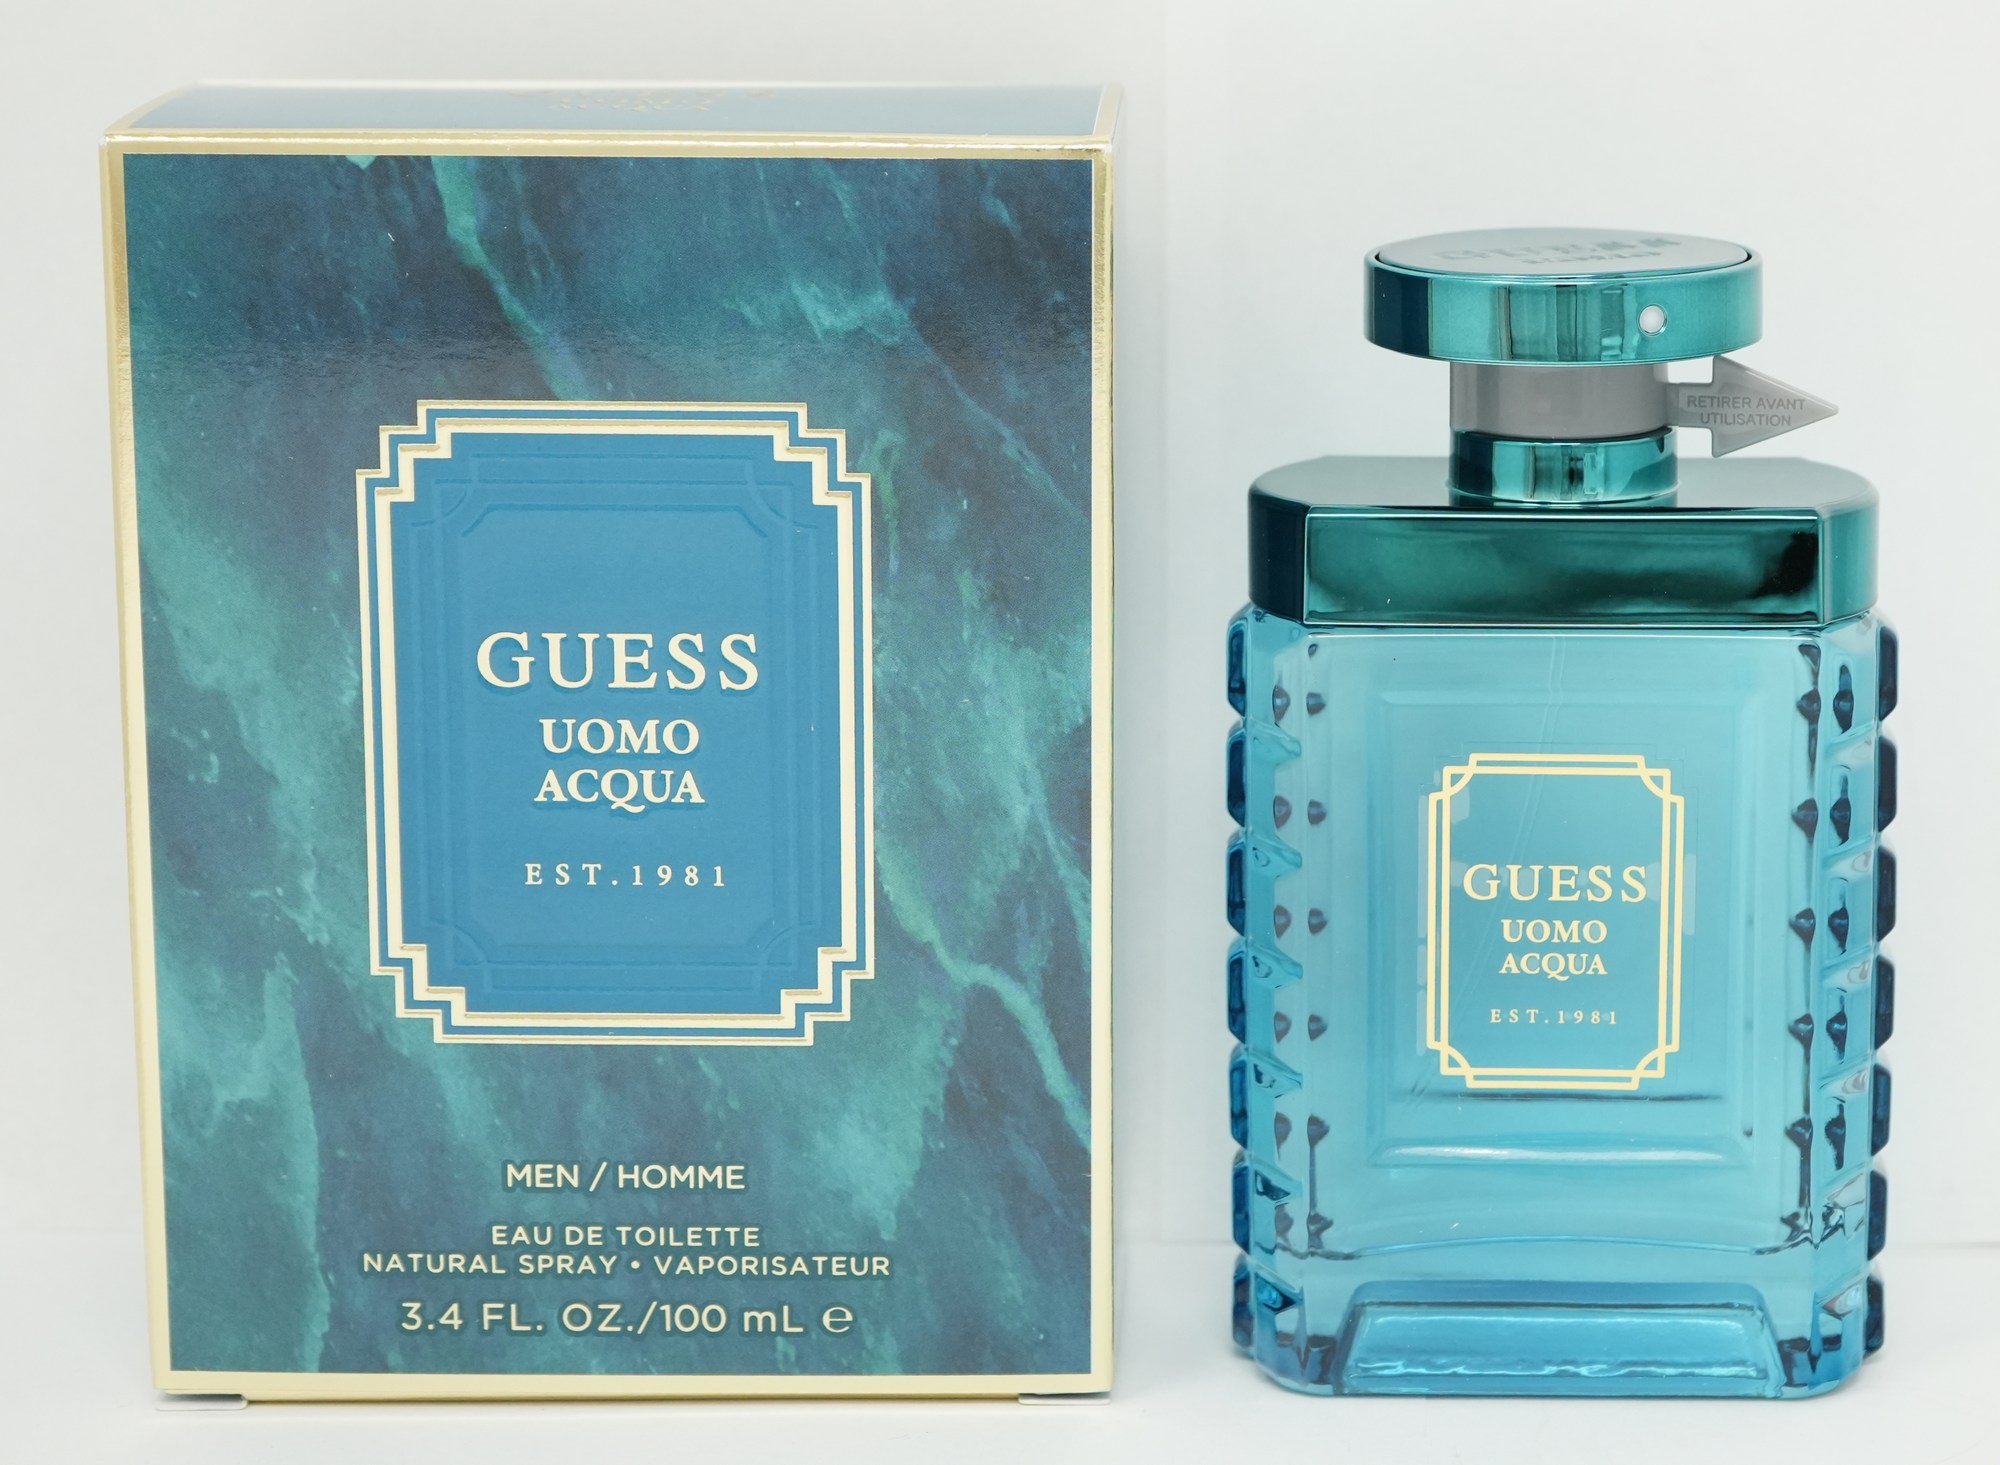 GUESS
UOMO
ACQUA
EST.1981
MEN / HOMME
EAU DE TOILETTE
NATURAL SPRAY • VAPORISATEUR
3.4 FL. OZ./100 mL ℮
RETIRER AVANT
UTILISATION
GUESS
UOMO
ACQUA
EST.1981